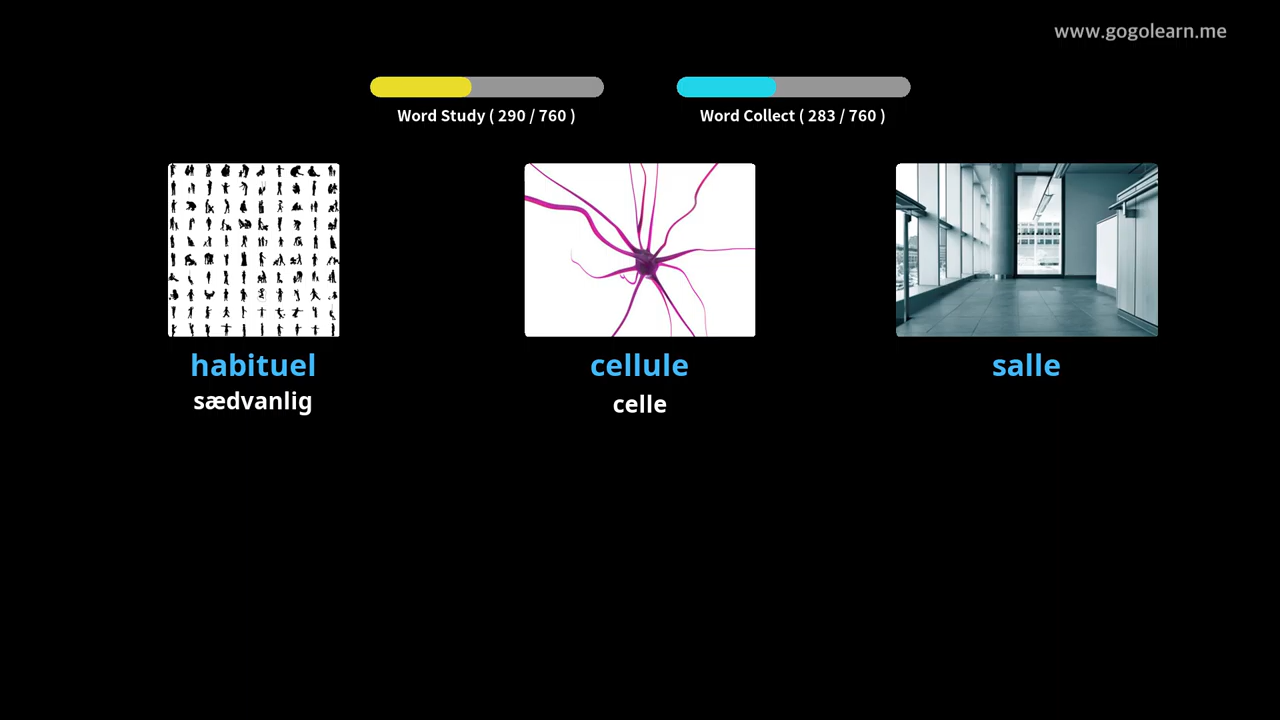 www.gogolearn.me
Word Study ( 290 / 760 )
Word Collect ( 283 / 760 )
habituel
sædvanlig
cellule
celle
salle